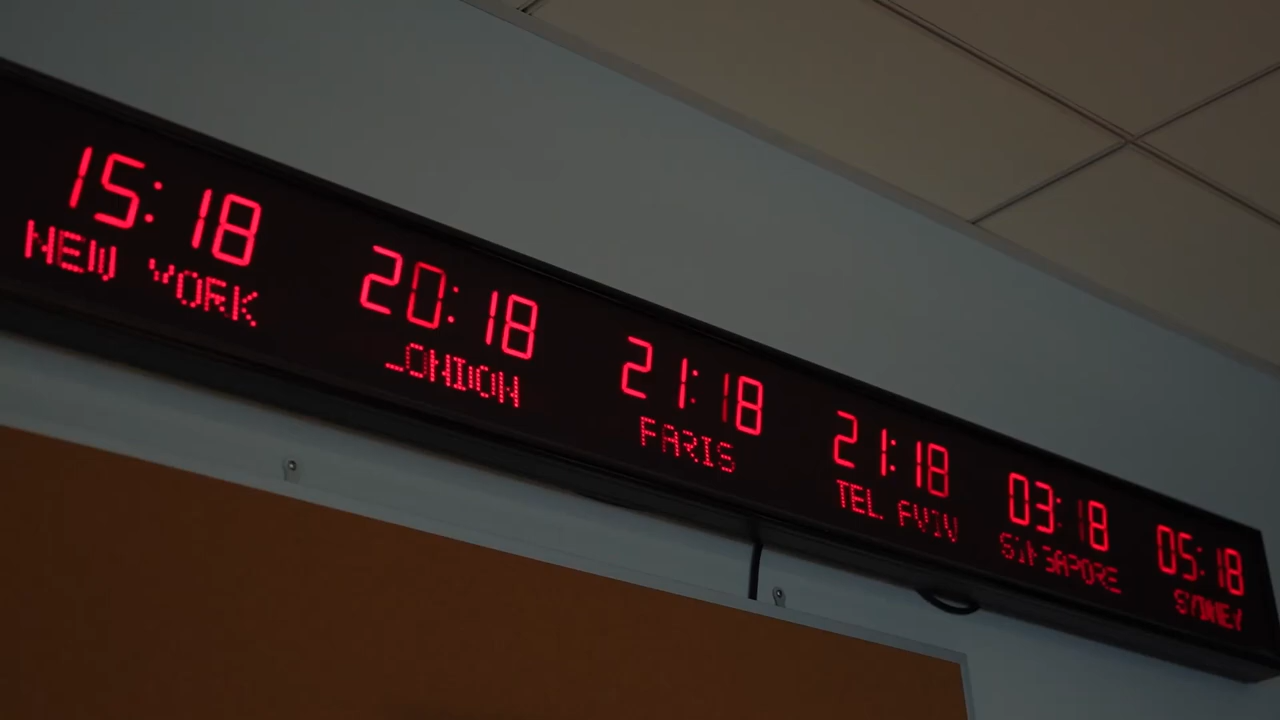 15:18
NEW YORK
20:18
LONDON
21:18
PARIS
21:18
TEL AVIV
03:18
SINGAPORE
05:18
SYDNEY